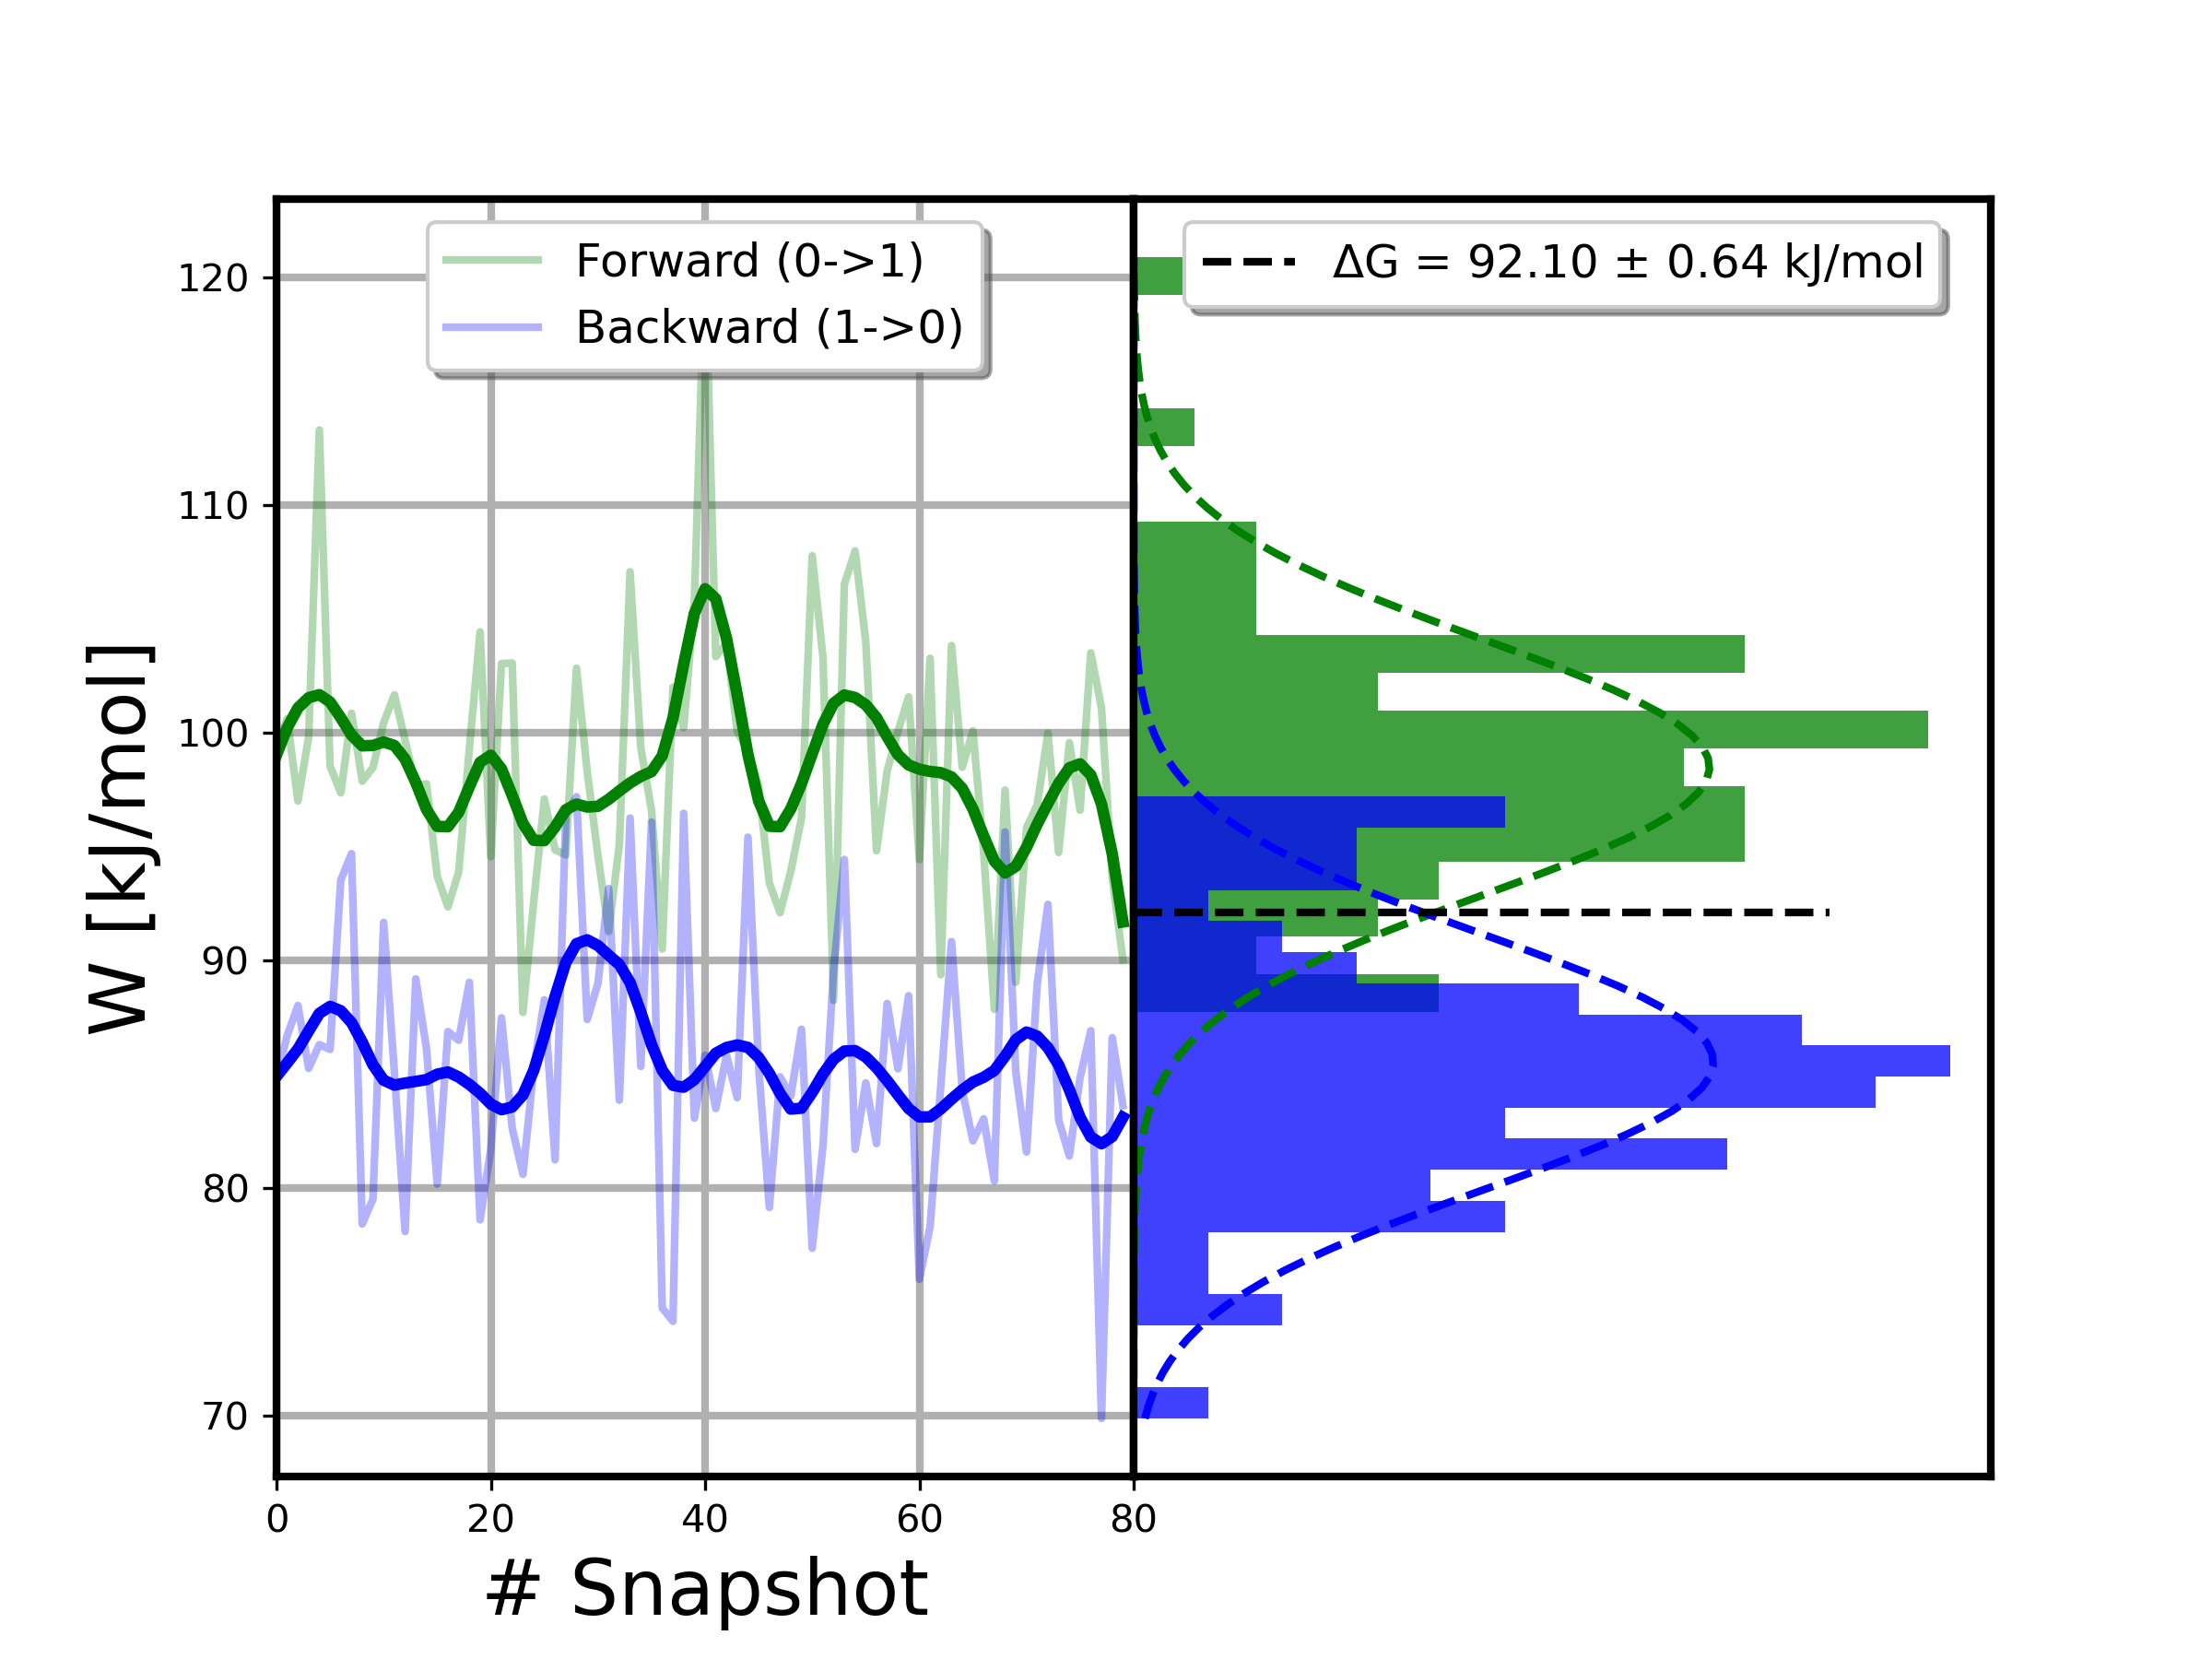 Forward (0->1)
Backward (1->0)
ΔG = 92.10 ± 0.64 kJ/mol
W [kJ/mol]
120
110
100
90
80
70
0 20 40 60 80
# Snapshot